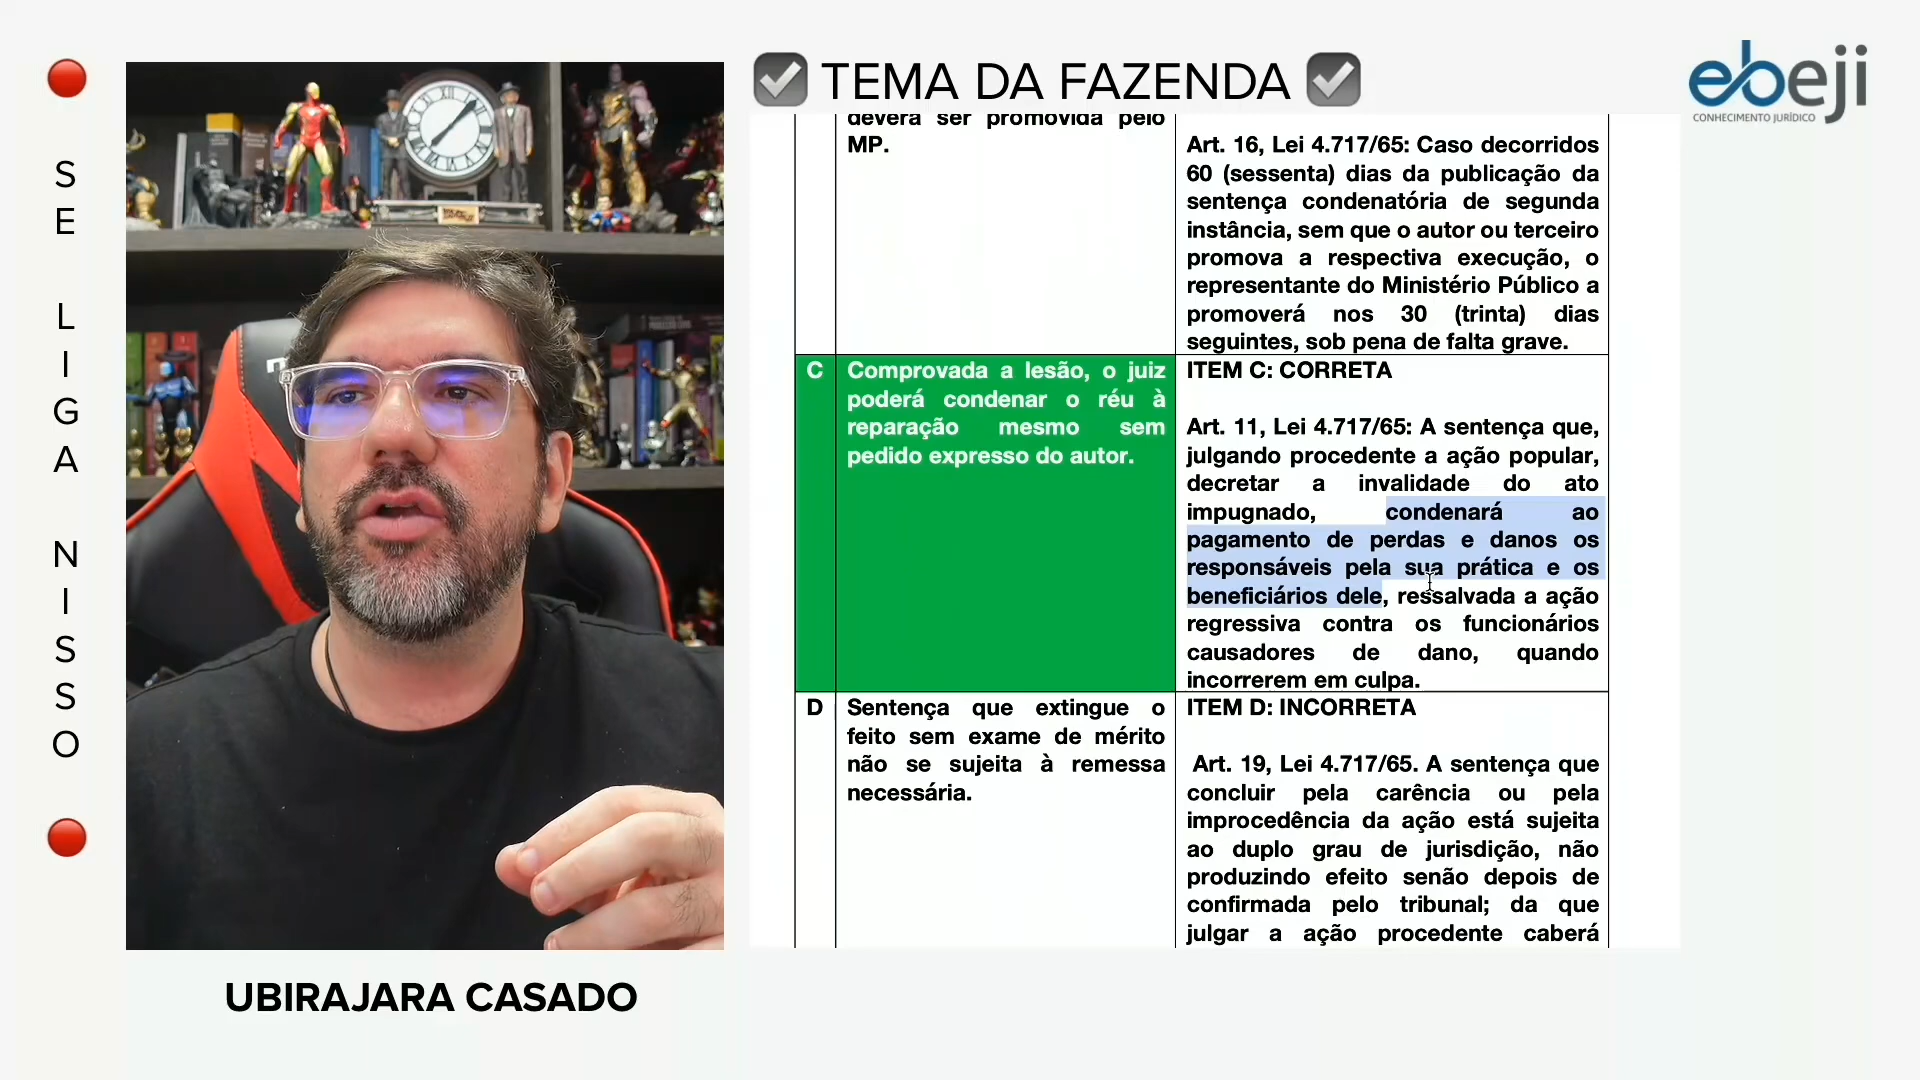 TEMA DA FAZENDA
ebeji
CONHECIMENTO JURÍDICO
SE LIGA NISSO
deverá ser promovida pelo
MP.
Art. 16, Lei 4.717/65: Caso decorridos
60 (sessenta) dias da publicação da
sentença condenatória de segunda
instância, sem que o autor ou terceiro
promova a respectiva execução, o
representante do Ministério Público a
promoverá nos 30 (trinta) dias
seguintes, sob pena de falta grave.
C
Comprovada a lesão, o juiz
poderá condenar o réu à
reparação mesmo sem
pedido expresso do autor.
ITEM C: CORRETA
Art. 11, Lei 4.717/65: A sentença que,
julgando procedente a ação popular,
decretar a invalidade do ato
impugnado, condenará ao
pagamento de perdas e danos os
responsáveis pela sua prática e os
beneficiários dele, ressalvada a ação
regressiva contra os funcionários
causadores de dano, quando
incorrerem em culpa.
D
Sentença que extingue o
feito sem exame de mérito
não se sujeita à remessa
necessária.
ITEM D: INCORRETA
Art. 19, Lei 4.717/65. A sentença que
concluir pela carência ou pela
improcedência da ação está sujeita
ao duplo grau de jurisdição, não
produzindo efeito senão depois de
confirmada pelo tribunal; da que
julgar a ação procedente caberá
UBIRAJARA CASADO